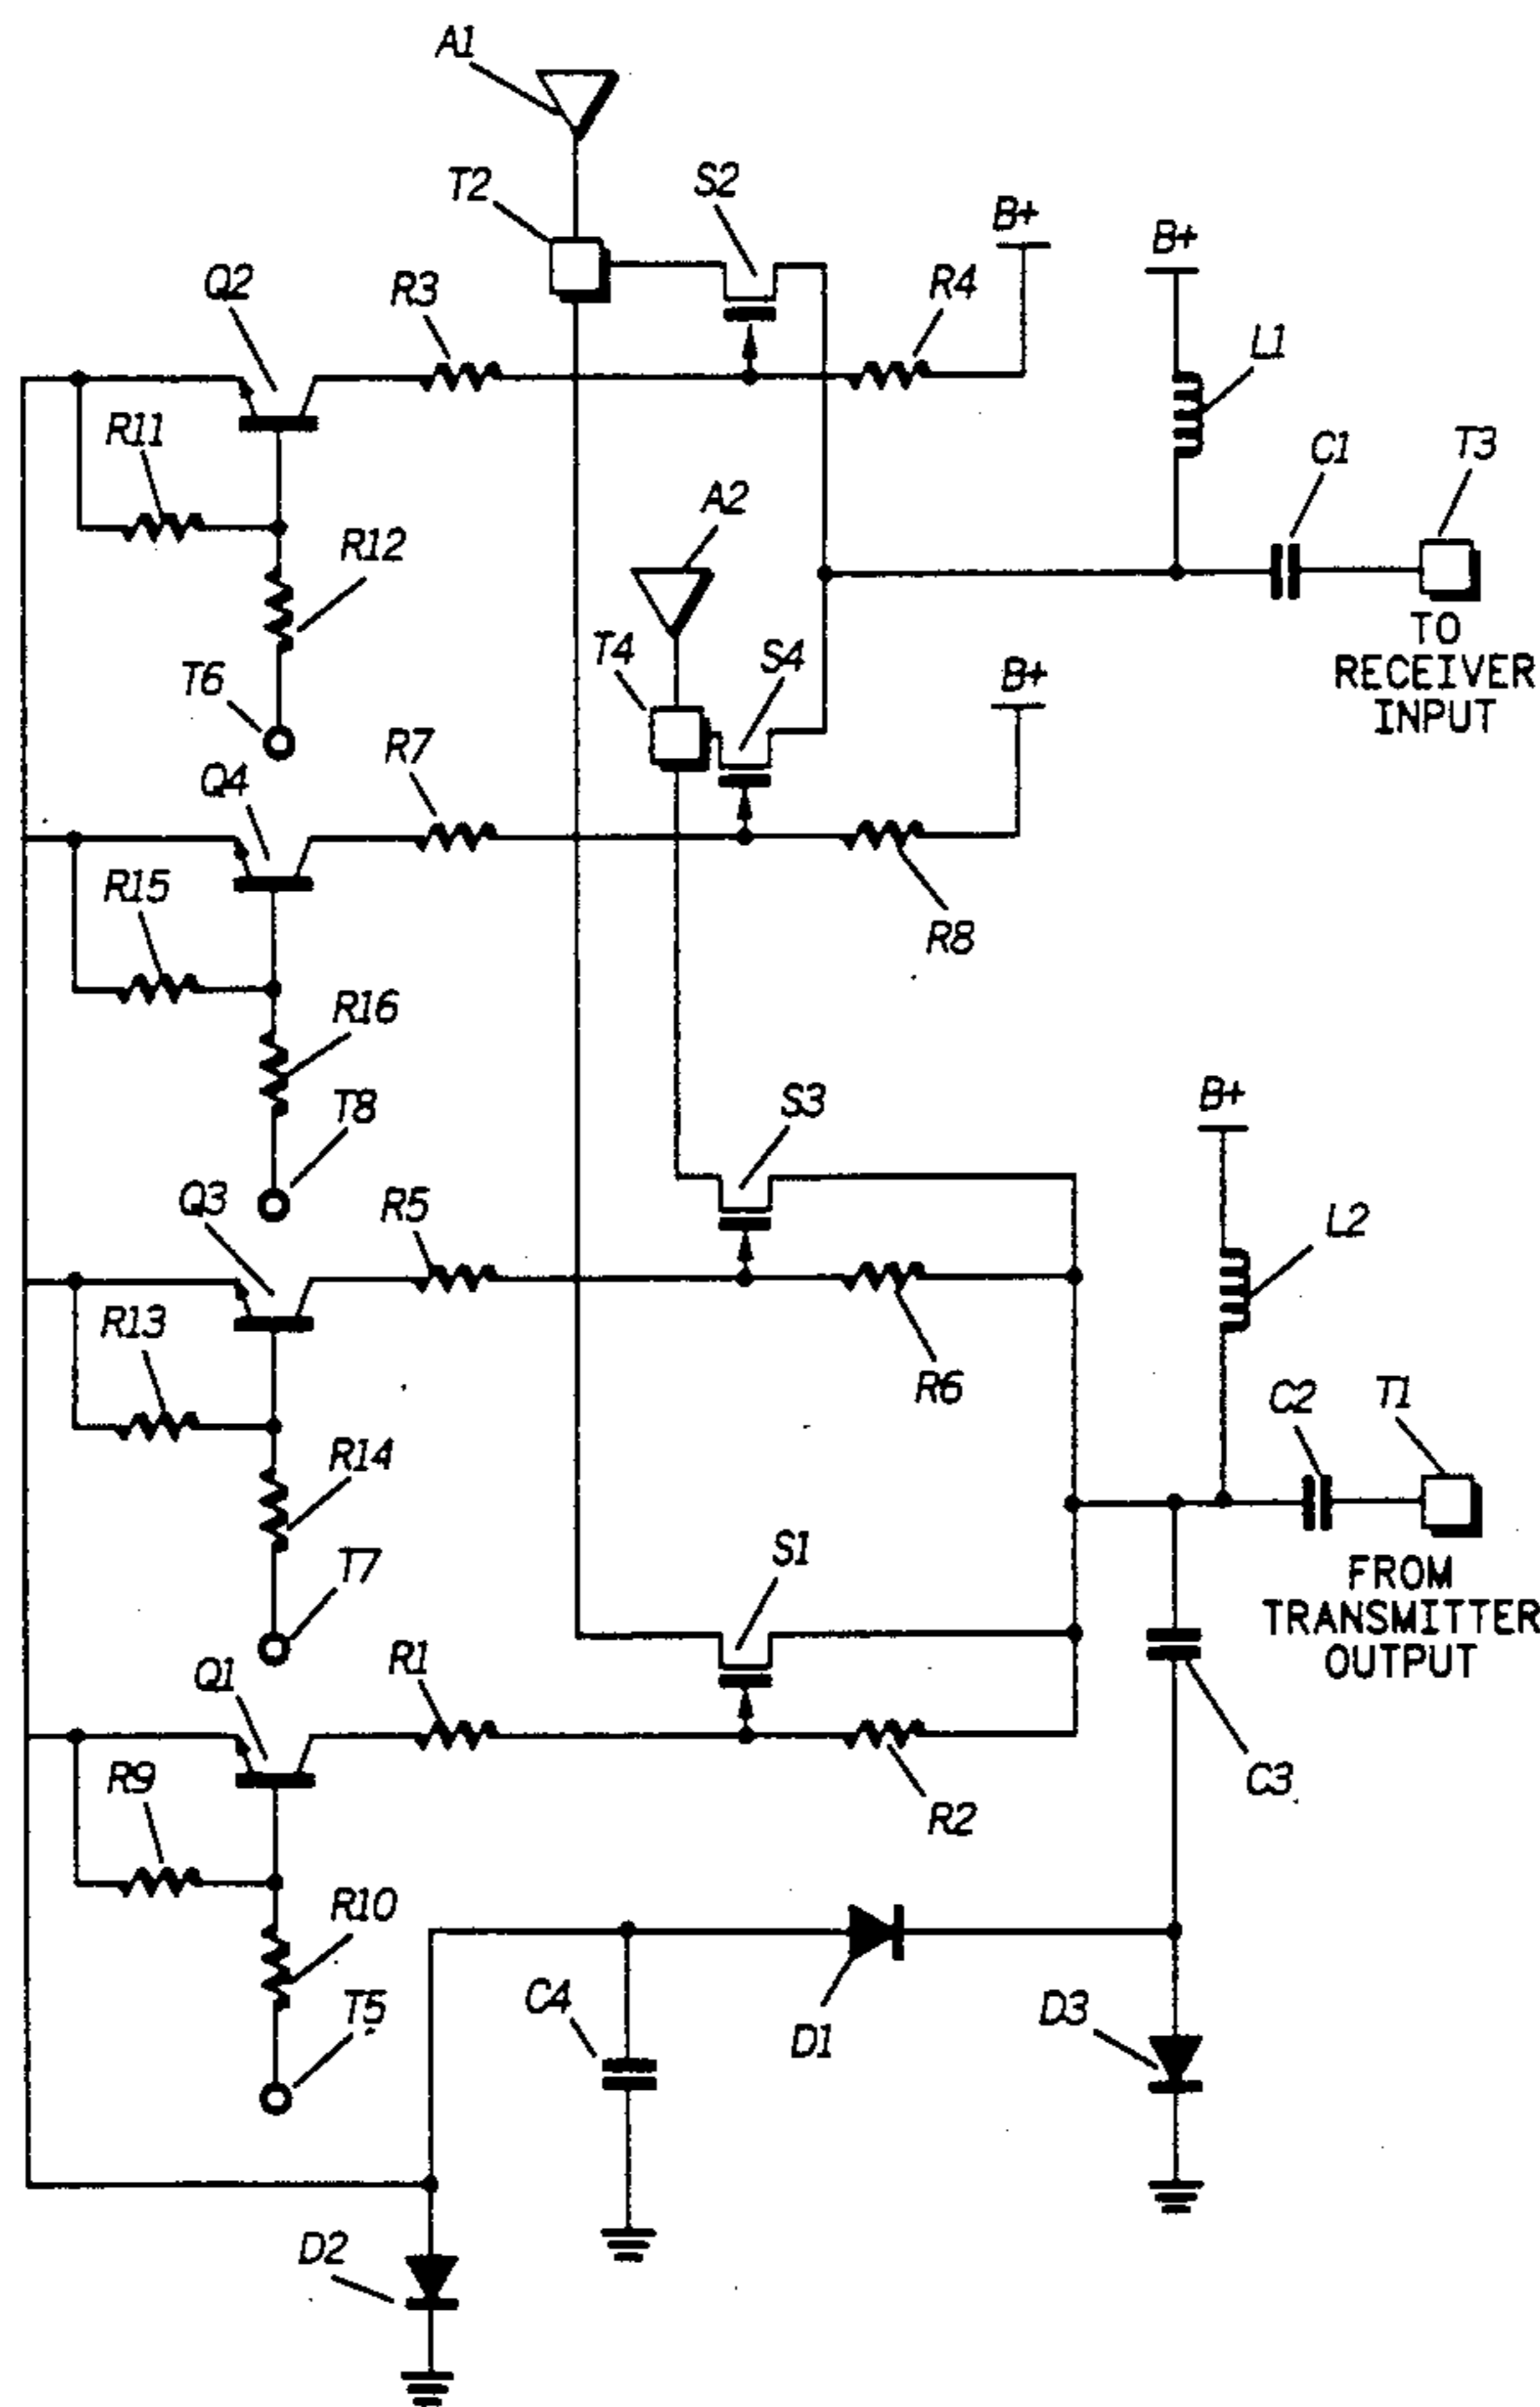 A1
T2
S2
B+
B+
Q2
R3
R4
L1
R11
C1
T3
A2
R12
TO
RECEIVER
INPUT
T4
S4
B+
T6
R7
Q4
R15
R8
R16
T8
S3
B+
Q3
R5
L2
R13
R6
C2
T1
R14
S1
T7
FROM
TRANSMITTER
OUTPUT
R1
Q1
R9
C3
R2
R10
T5
C4
D1
D3
D2